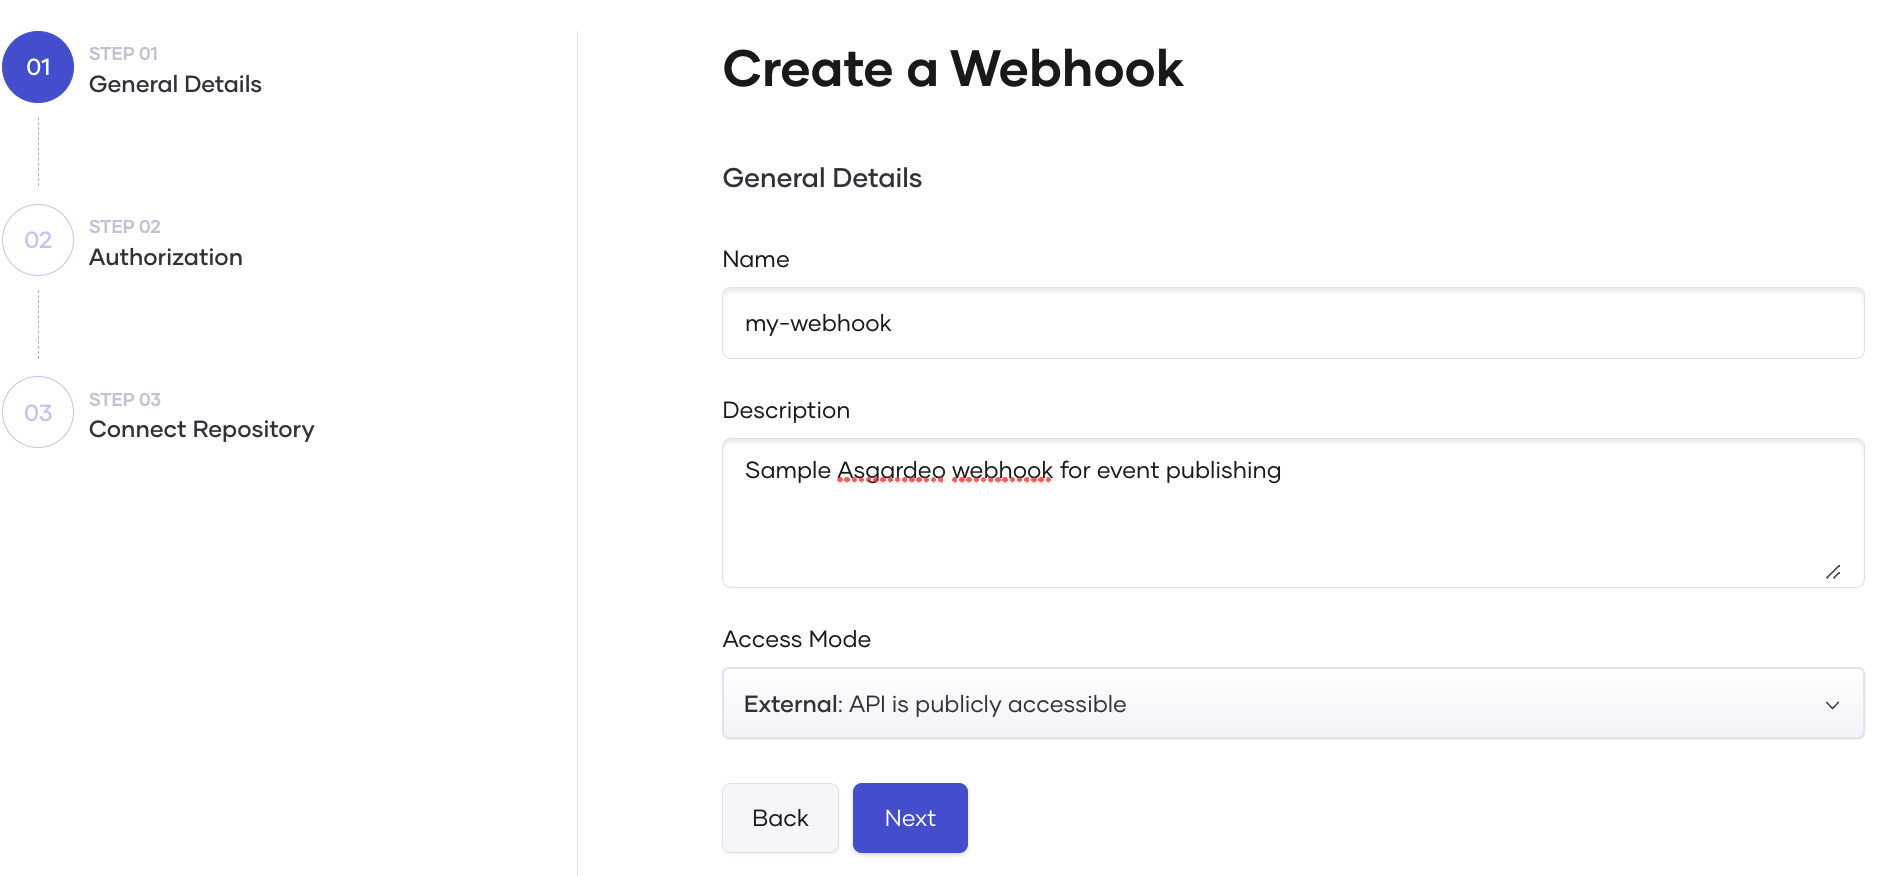 01
STEP 01
General Details
02
STEP 02
Authorization
03
STEP 03
Connect Repository
Create a Webhook
General Details
Name
my-webhook
Description
Sample Asgardeo webhook for event publishing
Access Mode
External: API is publicly accessible
Back
Next